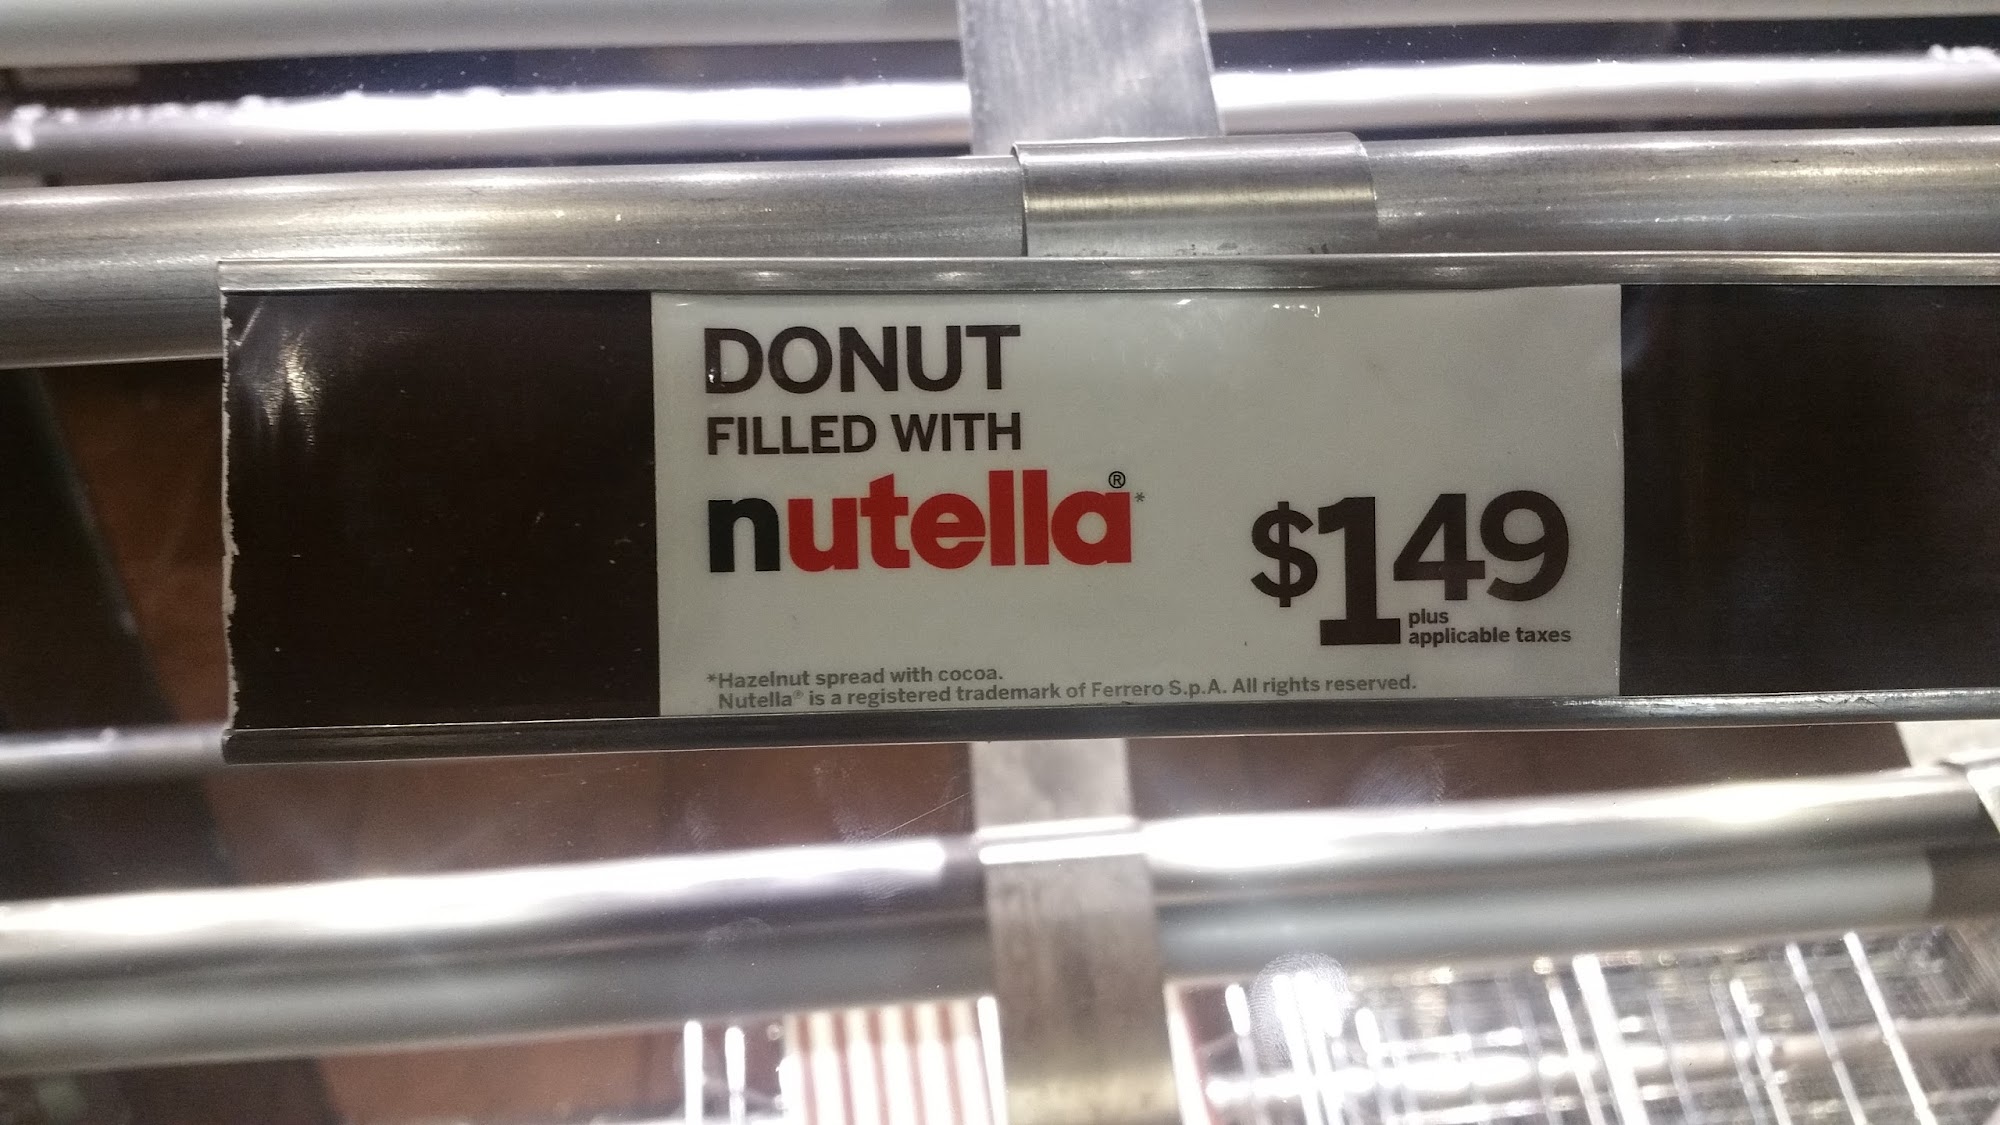 DONUT
FILLED WITH
nutella®*
$149
plus
applicable taxes
*Hazelnut spread with cocoa.
Nutella® is a registered trademark of Ferrero S.p.A. All rights reserved.